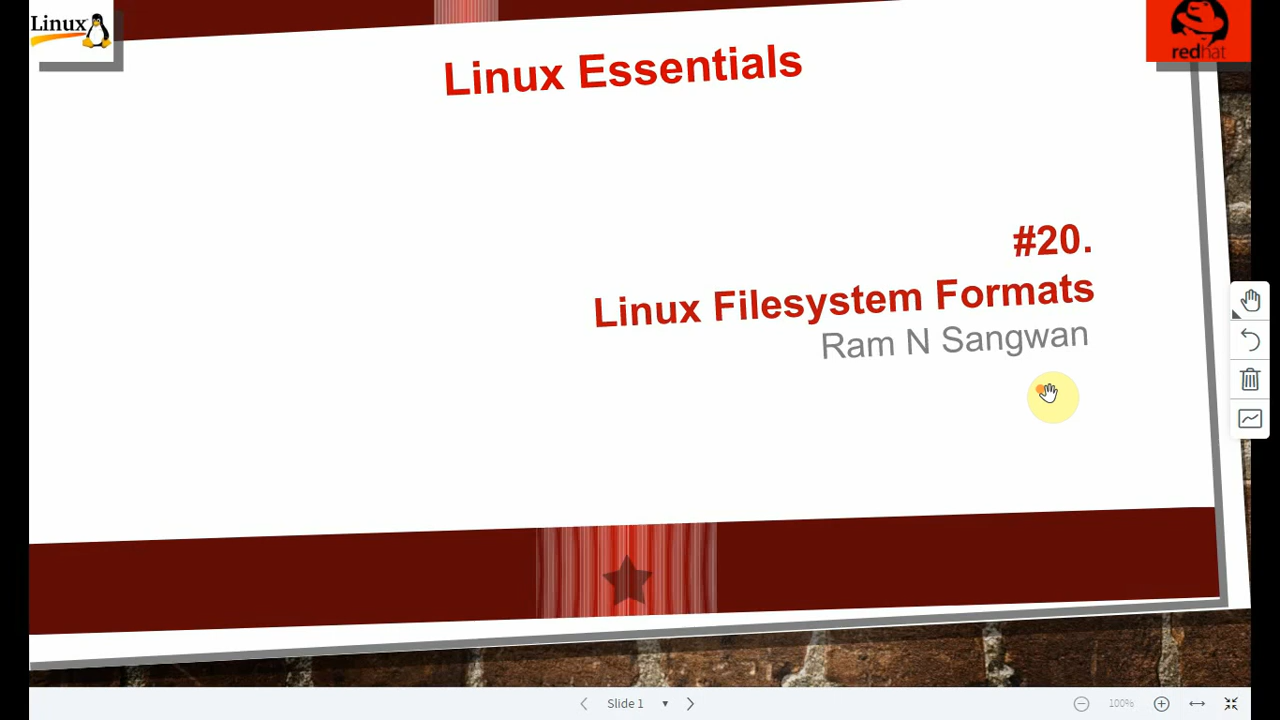 Linux
redhat
Linux Essentials
#20.
Linux Filesystem Formats
Ram N Sangwan
Slide 1
100%